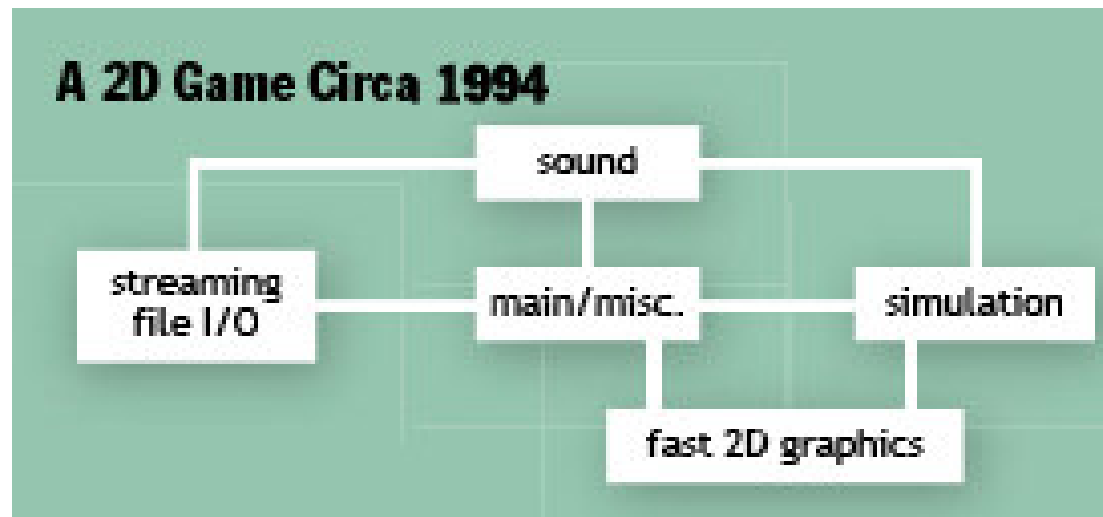 A 2D Game Circa 1994
sound
streaming
file I/O
main/misc.
simulation
fast 2D graphics